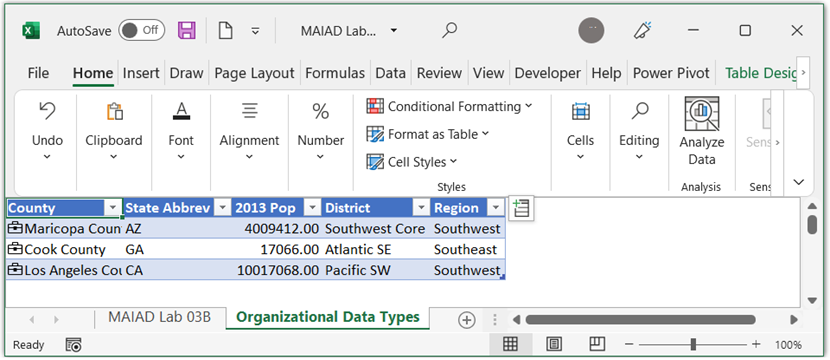 AutoSave Off MAIAD Lab...
File Home Insert Draw Page Layout Formulas Data Review View Developer Help Power Pivot Table Desig
Undo Clipboard Font Alignment Number
Conditional Formatting
Format as Table
Cell Styles
Styles
Cells Editing
Analyze Data
Analysis
Sens
Sens
County State Abbrev 2013 Pop District Region
Maricopa Coun AZ 4009412.00 Southwest Core Southwest
Cook County GA 17066.00 Atlantic SE Southeast
Los Angeles Cou CA 10017068.00 Pacific SW Southwest
MAIAD Lab 03B Organizational Data Types
Ready 100%